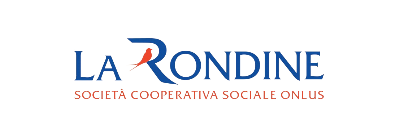 LA RONDINE
SOCIETÀ COOPERATIVA SOCIALE ONLUS